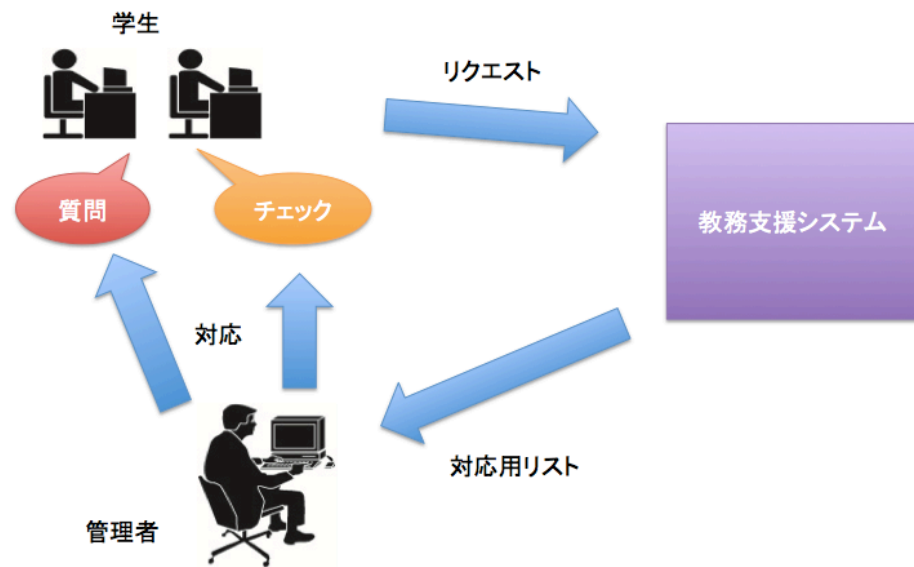 学生
リクエスト
質問
チェック
教務支援システム
対応
対応用リスト
管理者